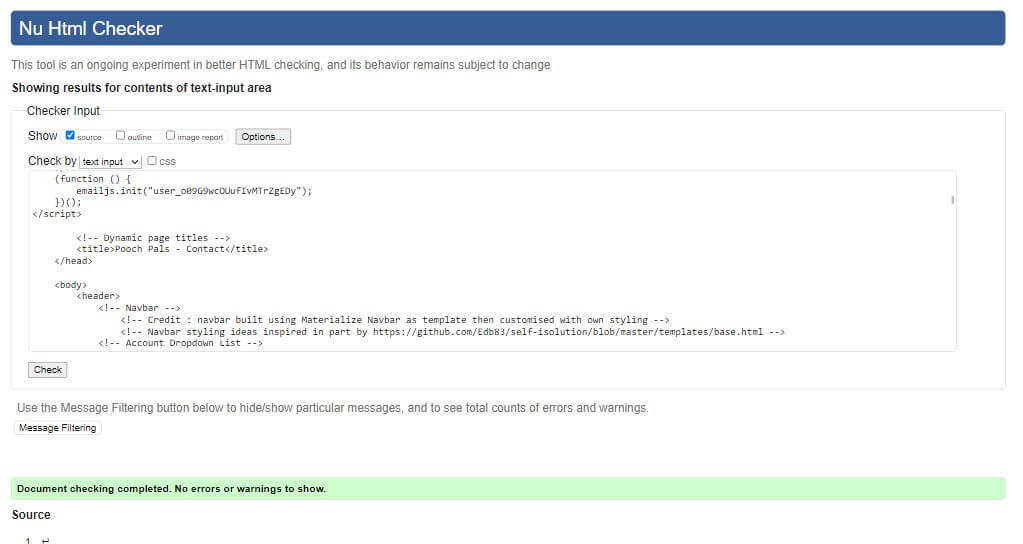 Nu Html Checker
This tool is an ongoing experiment in better HTML checking, and its behavior remains subject to change
Showing results for contents of text-input area
Checker Input
Show source outline image report Options...
Check by text input css
(function () {
emailjs.init("user_o09G9wcOUufIvMTrZgEDy");
})();
</script>
<!-- Dynamic page titles -->
<title>Pooch Pals - Contact</title>
</head>
<body>
<header>
<!-- Navbar -->
<!-- Credit : navbar built using Materialize Navbar as template then customised with own styling -->
<!-- Navbar styling ideas inspired in part by https://github.com/Edb83/self-isolution/blob/master/templates/base.html -->
<!-- Account Dropdown List -->
Check
Use the Message Filtering button below to hide/show particular messages, and to see total counts of errors and warnings.
Message Filtering
Document checking completed. No errors or warnings to show.
Source
1. ↩